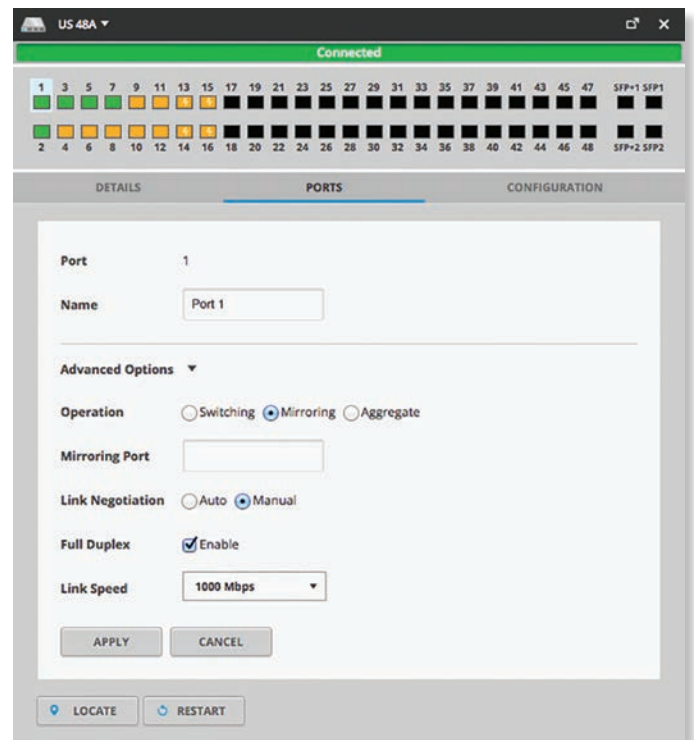 US 48A
Connected
1 3 5 7 9 11 13 15 17 19 21 23 25 27 29 31 33 35 37 39 41 43 45 47 SFP+1 SFP1
2 4 6 8 10 12 14 16 18 20 22 24 26 28 30 32 34 36 38 40 42 44 46 48 SFP+2 SFP2
DETAILS PORTS CONFIGURATION
Port 1
Name Port 1
Advanced Options
Operation Switching Mirroring Aggregate
Mirroring Port
Link Negotiation Auto Manual
Full Duplex Enable
Link Speed 1000 Mbps
APPLY CANCEL
LOCATE RESTART